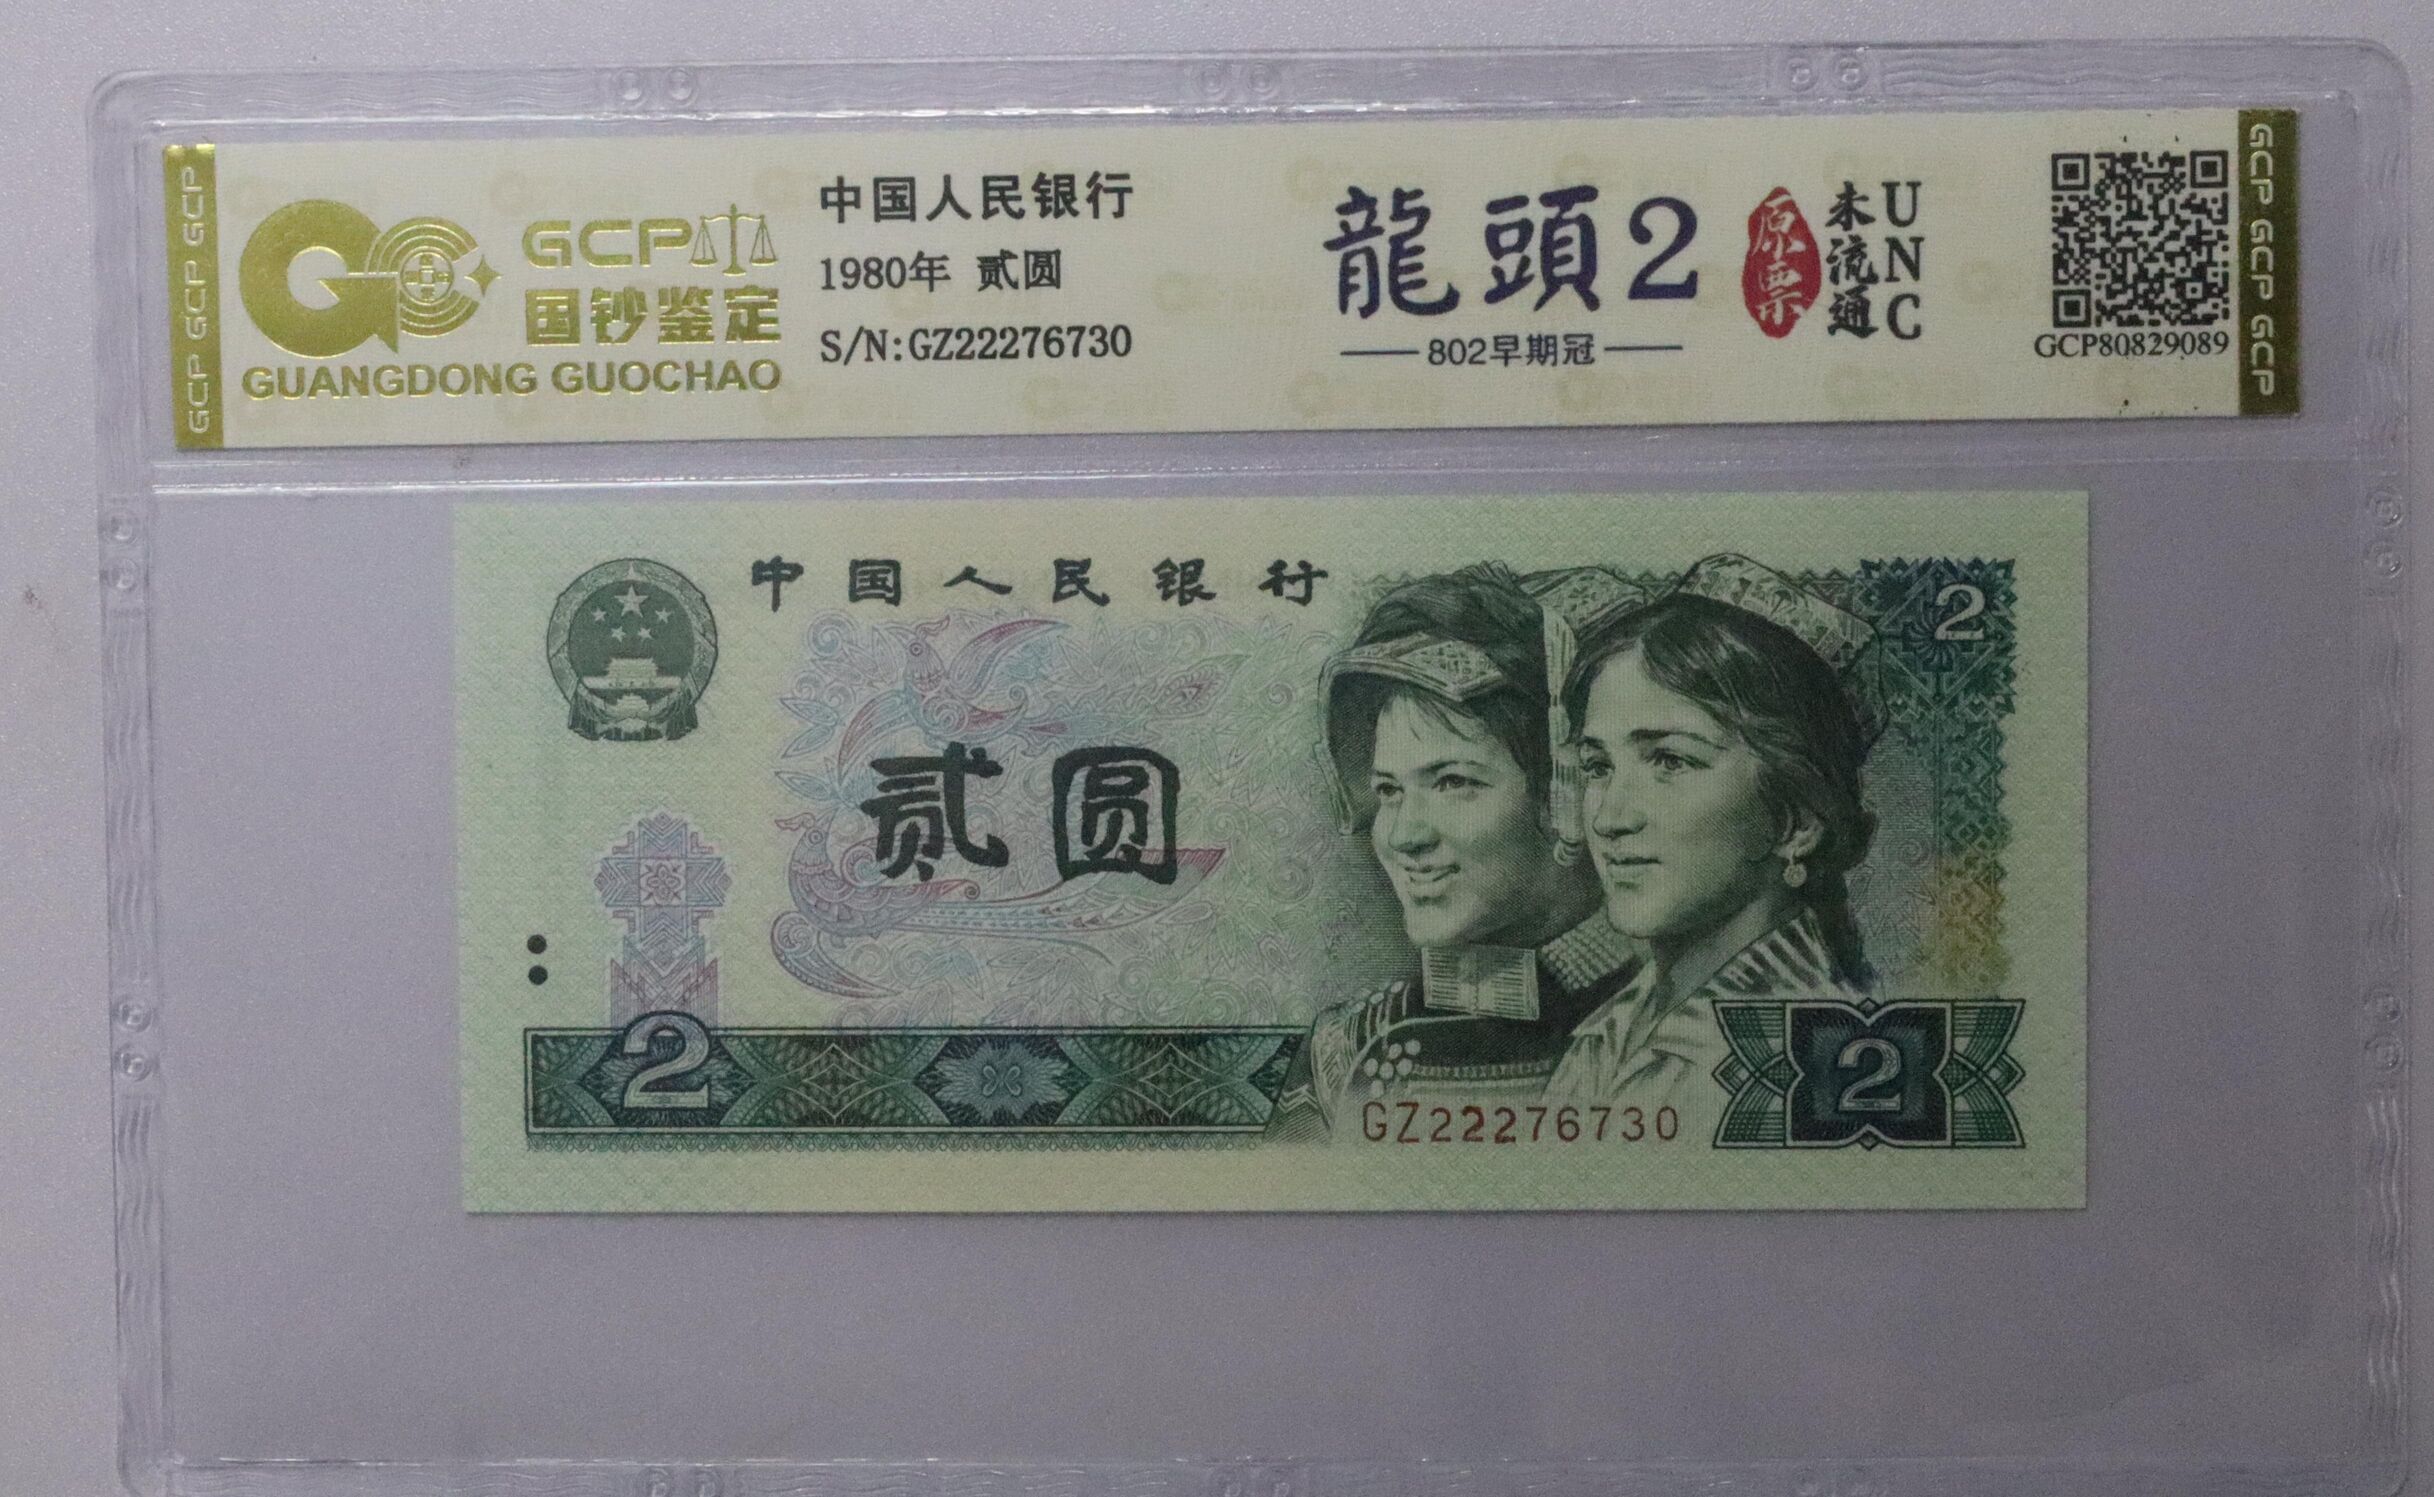 GCP GCP GCP
GCP
国钞鉴定
GUANGDONG GUOCHAO
中国人民银行
1980年 贰圆
S/N:GZ22276730
龍頭2
802早期冠
原票
未流通
UNC
GCP80829089
GCP GCP GCP
中国人民银行
2
贰圆
2
2
GZ22276730